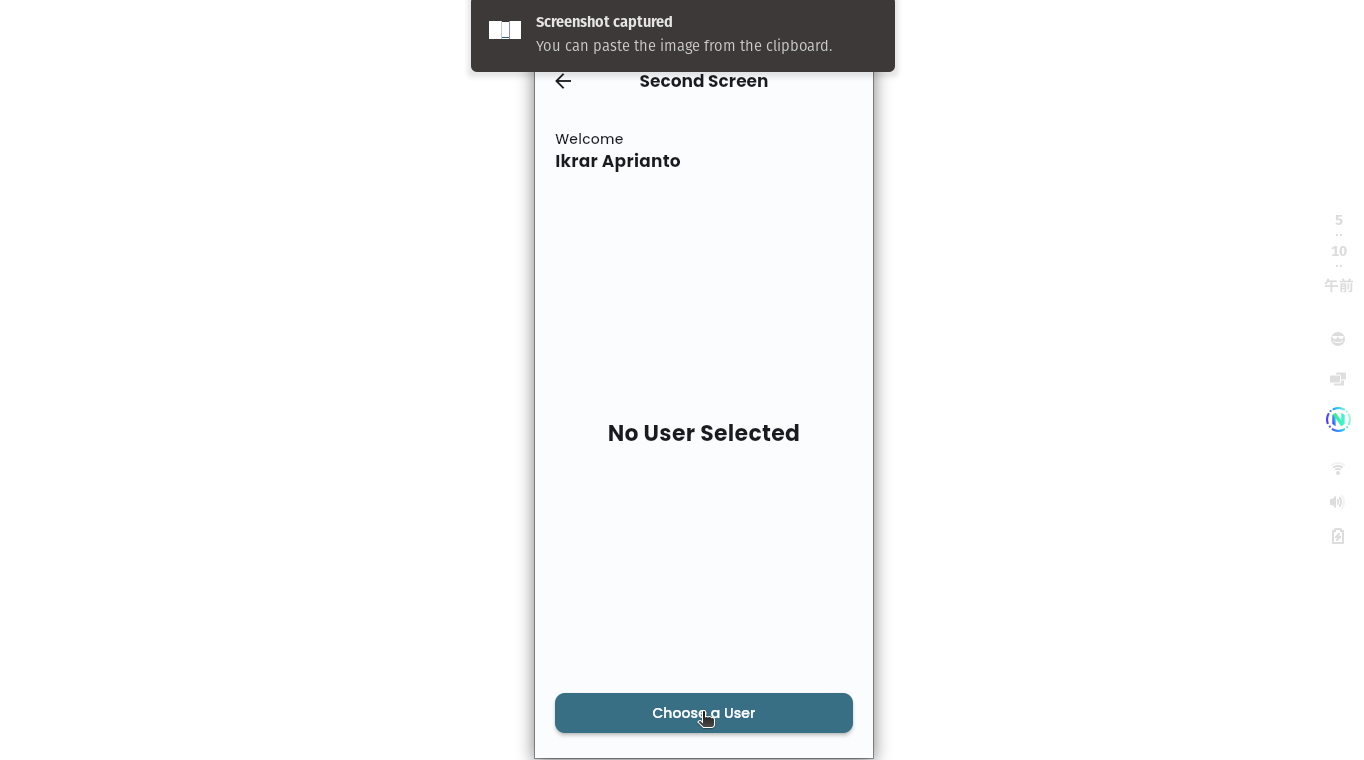 Screenshot captured
You can paste the image from the clipboard.
Second Screen
Welcome
Ikrar Aprianto
No User Selected
Choose a User
5
..
10
..
午前
N